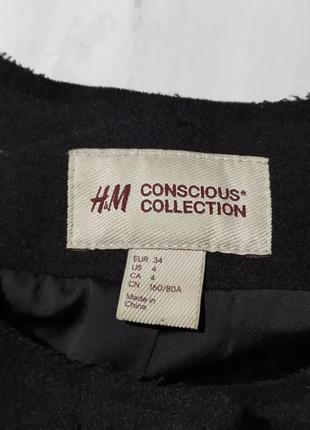 H&M CONSCIOUS*
COLLECTION
EUR 34
US 4
CA 4
CN 160/80A
Made in
China